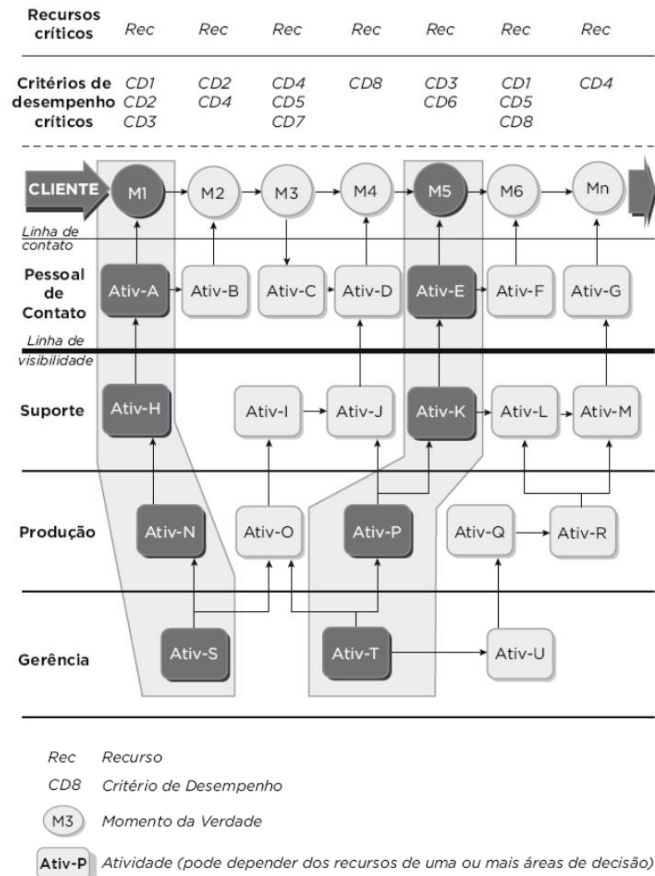 Recursos críticos Rec Rec Rec Rec Rec Rec Rec
Critérios de desempenho críticos
CD1 CD2 CD4 CD8 CD3 CD1 CD4
CD2 CD4 CD5 CD6 CD5
CD3 CD7 CD8
CLIENTE M1 M2 M3 M4 M5 M6 Mn
Linha de contato
Pessoal de Contato
Ativ-A Ativ-B Ativ-C Ativ-D Ativ-E Ativ-F Ativ-G
Linha de visibilidade
Suporte Ativ-H Ativ-I Ativ-J Ativ-K Ativ-L Ativ-M
Produção Ativ-N Ativ-O Ativ-P Ativ-Q Ativ-R
Gerência Ativ-S Ativ-T Ativ-U
Rec Recurso
CD8 Critério de Desempenho
M3 Momento da Verdade
Ativ-P Atividade (pode depender dos recursos de uma ou mais áreas de decisão)